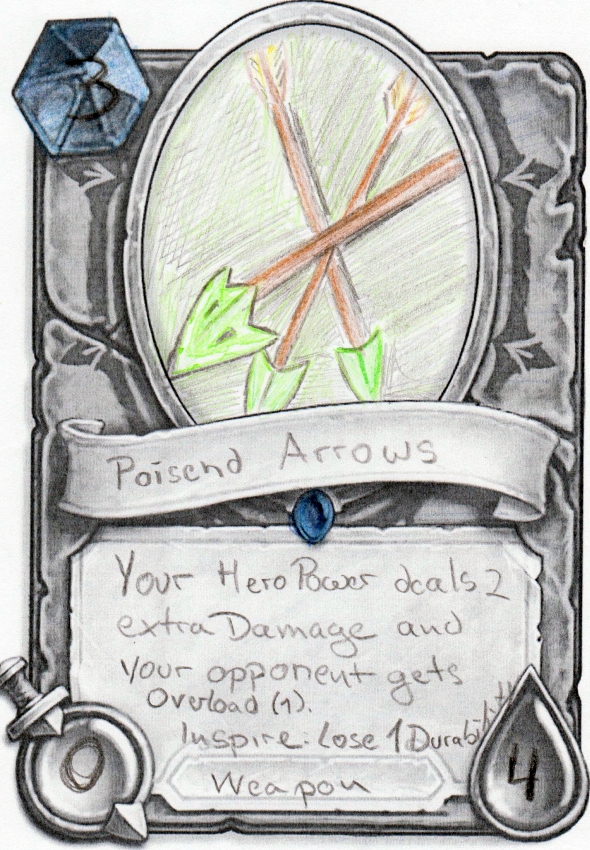 3
Poisend Arrows
Your Hero Power deals 2
extra Damage and
your opponent gets
Overload (1).
Inspire: Lose 1 Durability
Weapon
0
4